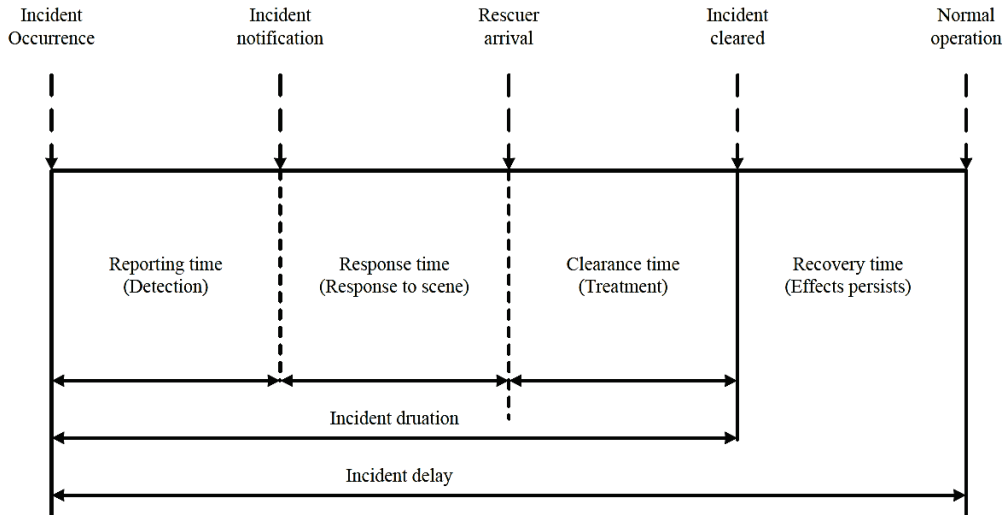 Incident
Occurrence
Incident
notification
Rescuer
arrival
Incident
cleared
Normal
operation
Reporting time
(Detection)
Response time
(Response to scene)
Clearance time
(Treatment)
Recovery time
(Effects persists)
Incident druation
Incident delay